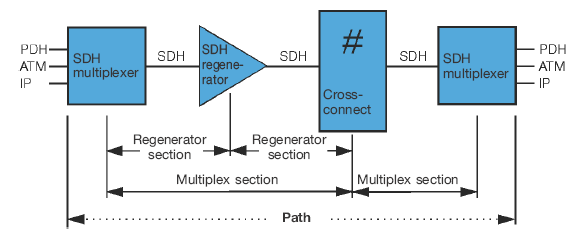 PDH
ATM
IP
SDH
multiplexer
SDH
SDH
regene-
rator
SDH
#
Cross-
connect
SDH
SDH
multiplexer
PDH
ATM
IP
Regenerator
section
Regenerator
section
Multiplex section
Multiplex section
Path